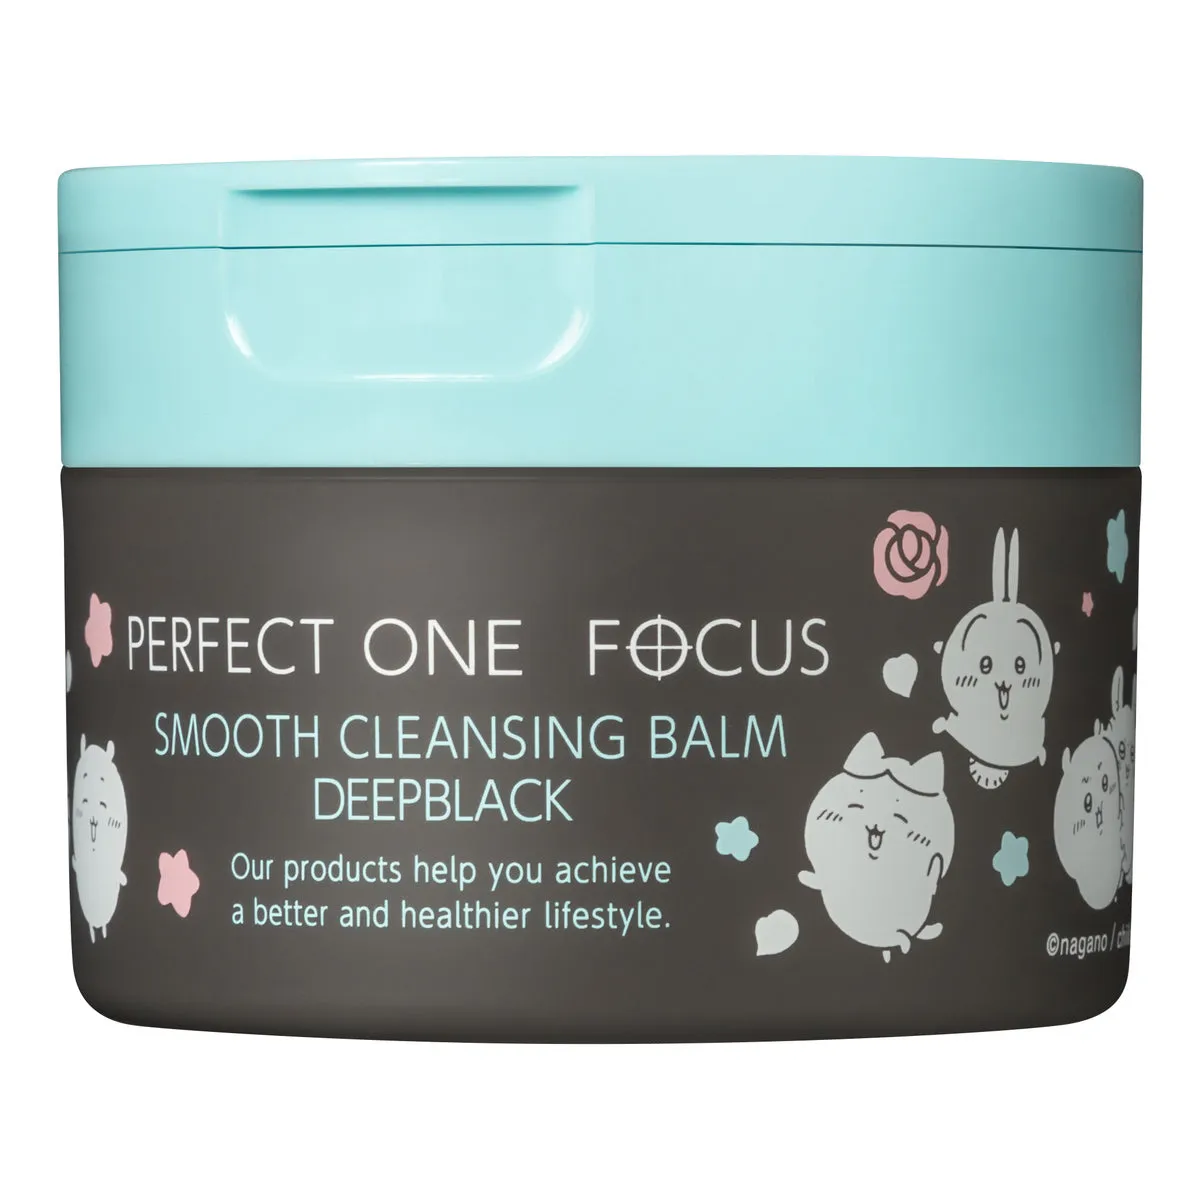 PERFECT ONE FOCUS
SMOOTH CLEANSING BALM
DEEPBLACK
Our products help you achieve
a better and healthier lifestyle.
©nagano /